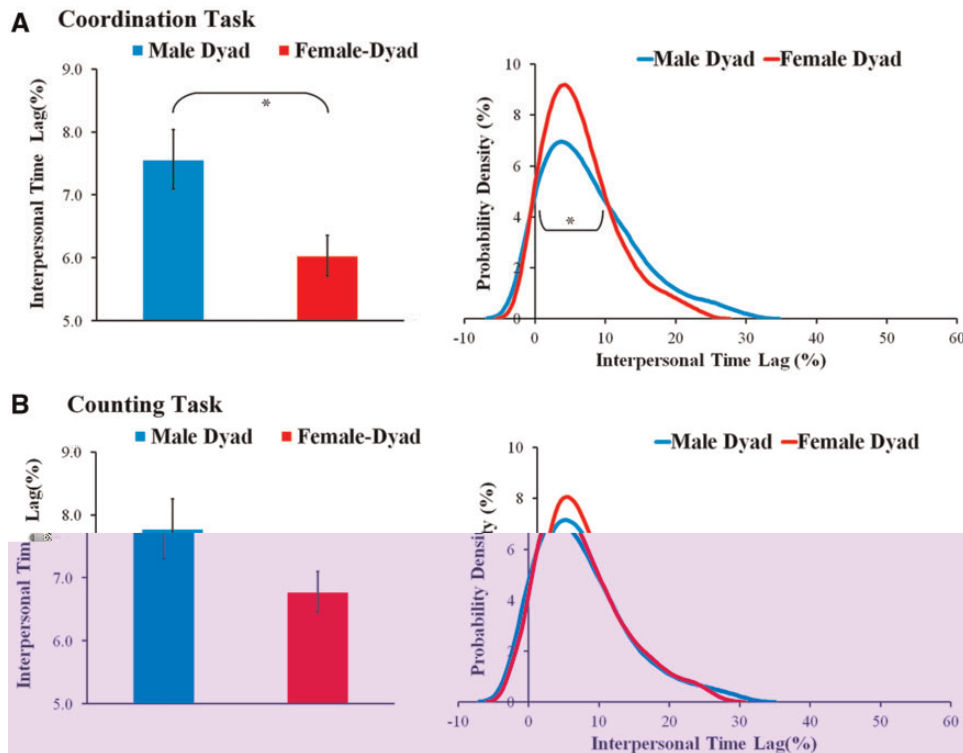 A Coordination Task
Male Dyad Female-Dyad
Interpersonal Time Lag(%)
9.0
8.0
7.0
6.0
5.0
*
Male Dyad Female Dyad
Probability Density (%)
10
8
6
4
2
0
*
-10 0 10 20 30 40 50 60
Interpersonal Time Lag (%)
B Counting Task
Male Dyad Female-Dyad
Interpersonal Tim Lag(%)
9.0
8.0
7.0
6.0
5.0
Male Dyad Female Dyad
Probability Density (%)
10
8
6
4
2
0
-10 0 10 20 30 40 50 60
Interpersonal Time Lag(%)